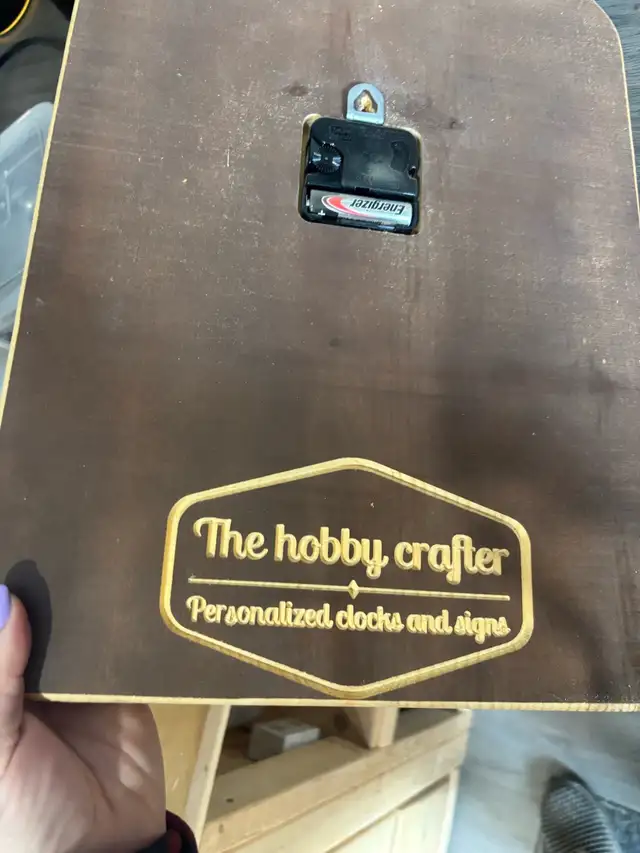 Energizer
The hobby crafter
Personalized clocks and signs